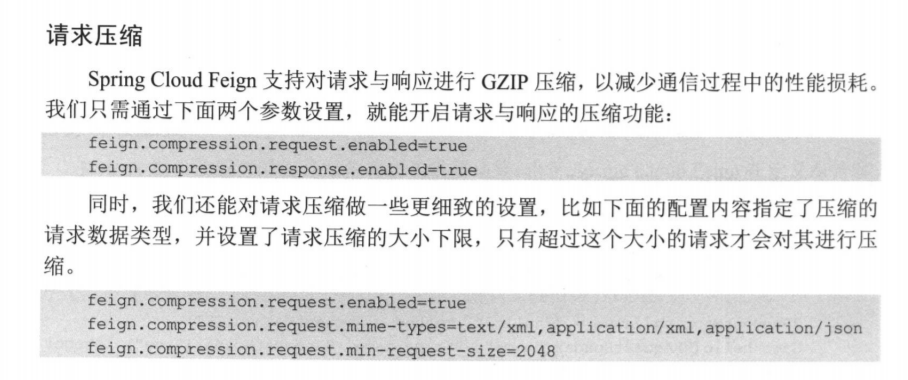 请求压缩
Spring Cloud Feign 支持对请求与响应进行 GZIP 压缩，以减少通信过程中的性能损耗。
我们只需通过下面两个参数设置，就能开启请求与响应的压缩功能：
feign.compression.request.enabled=true
feign.compression.response.enabled=true
同时，我们还能对请求压缩做一些更细致的设置，比如下面的配置内容指定了压缩的
请求数据类型，并设置了请求压缩的大小下限，只有超过这个大小的请求才会对其进行压
缩。
feign.compression.request.enabled=true
feign.compression.request.mime-types=text/xml,application/xml,application/json
feign.compression.request.min-request-size=2048